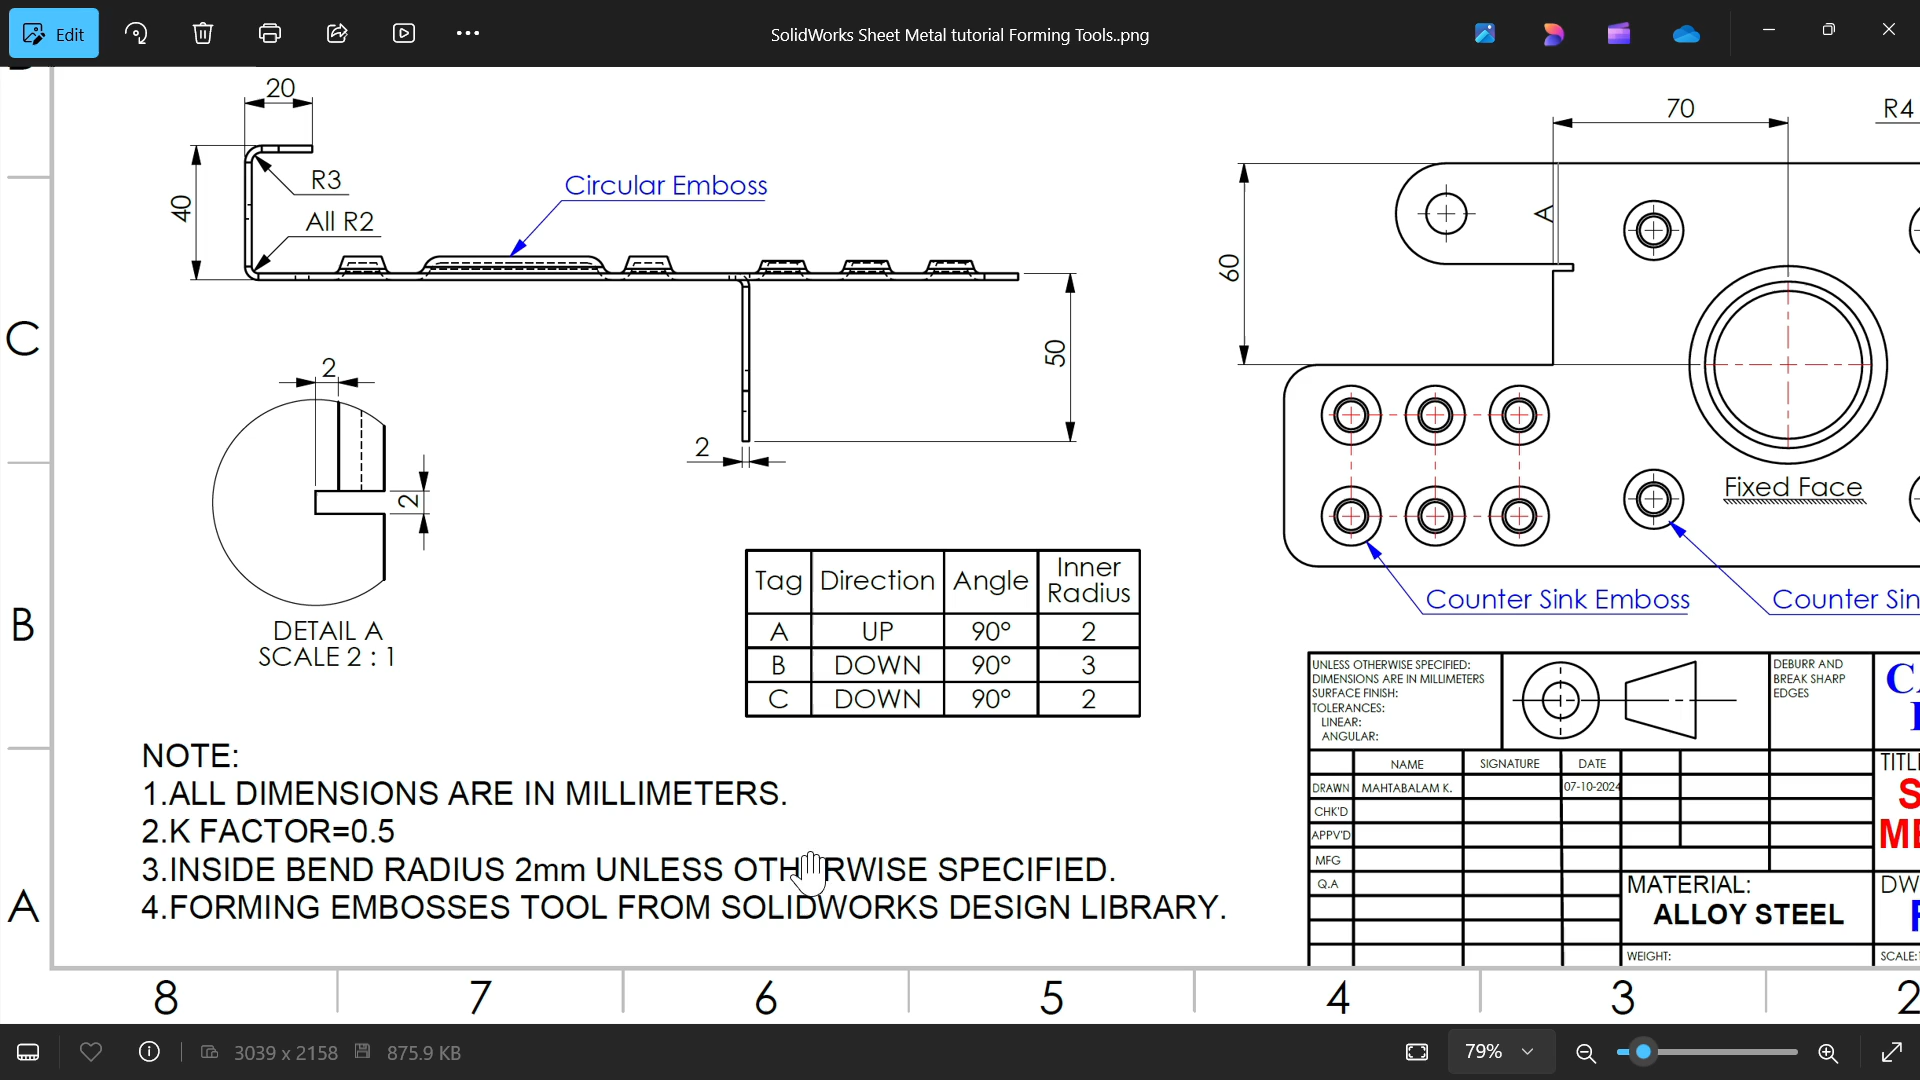 Edit
SolidWorks Sheet Metal tutorial Forming Tools..png
20
R3
40
All R2
Circular Emboss
50
2
70
R4
60
A
Fixed Face
Counter Sink Emboss
Counter Sin
2
2
DETAIL A
SCALE 2 : 1
Tag Direction Angle Inner Radius
A UP 90° 2
B DOWN 90° 3
C DOWN 90° 2
NOTE:
1.ALL DIMENSIONS ARE IN MILLIMETERS.
2.K FACTOR=0.5
3.INSIDE BEND RADIUS 2mm UNLESS OTHERWISE SPECIFIED.
4.FORMING EMBOSSES TOOL FROM SOLIDWORKS DESIGN LIBRARY.
UNLESS OTHERWISE SPECIFIED:
DIMENSIONS ARE IN MILLIMETERS
SURFACE FINISH:
TOLERANCES:
LINEAR:
ANGULAR:
DEBURR AND
BREAK SHARP
EDGES
NAME SIGNATURE DATE
DRAWN MAHTABALAM K. 07-10-2024
CHK'D
APPV'D
MFG
Q.A
MATERIAL:
ALLOY STEEL
WEIGHT:
TITL
DW
SCALE:
C
B
A
8 7 6 5 4 3 2
3039 x 2158 875.9 KB
79%